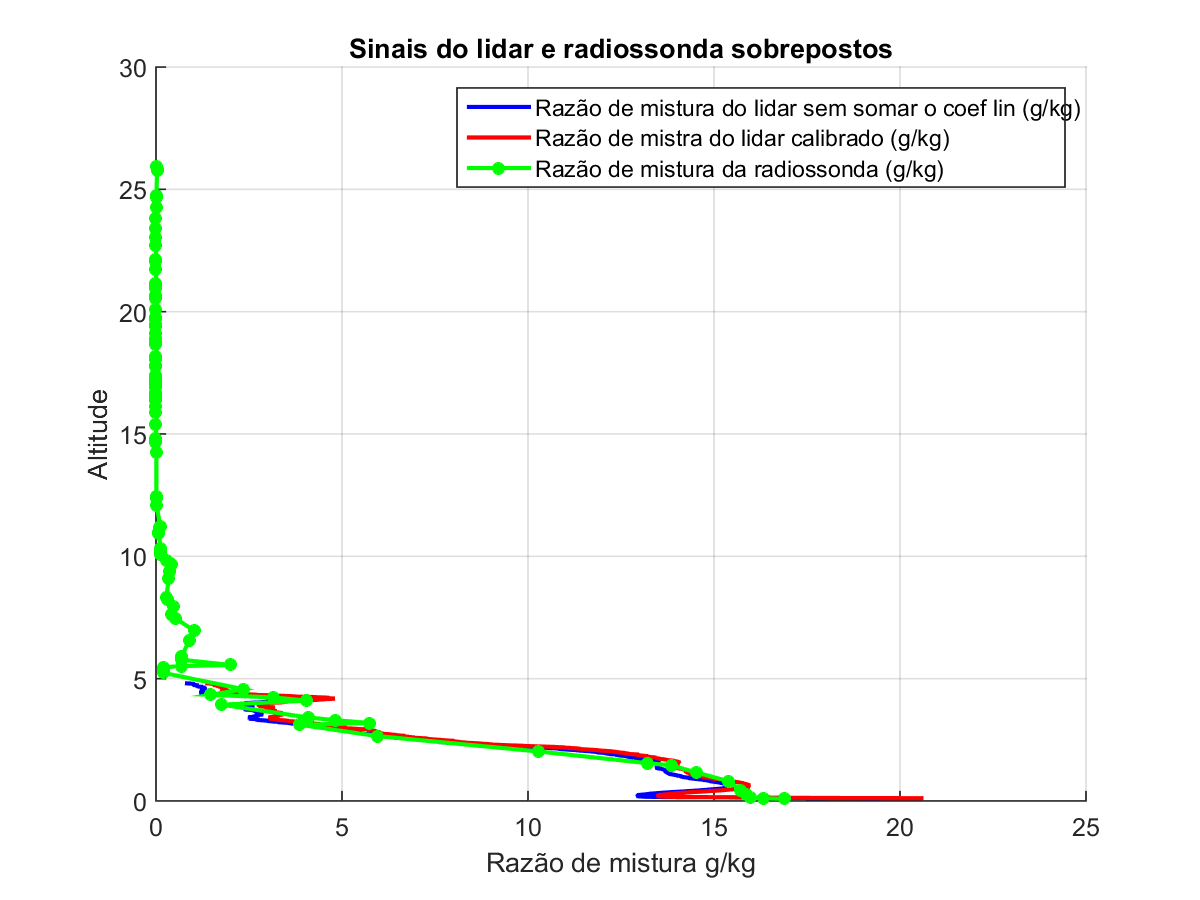 Sinais do lidar e radiossonda sobrepostos
30
Razão de mistura do lidar sem somar o coef lin (g/kg)
Razão de mistra do lidar calibrado (g/kg)
Razão de mistura da radiossonda (g/kg)
25
20
15
Altitude
10
5
0
0 5 10 15 20 25
Razão de mistura g/kg